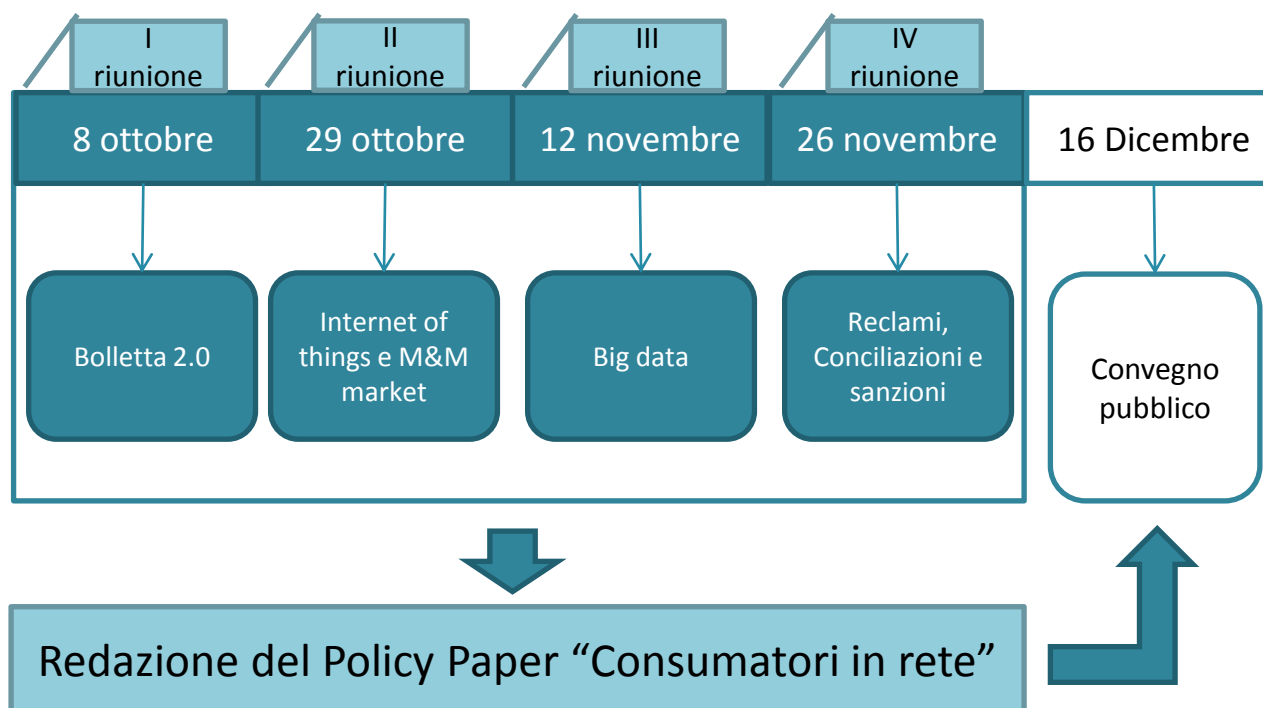 I
riunione
II
riunione
III
riunione
IV
riunione
8 ottobre
29 ottobre
12 novembre
26 novembre
16 Dicembre
Bolletta 2.0
Internet of
things e M&M
market
Big data
Reclami,
Conciliazioni e
sanzioni
Convegno
pubblico
Redazione del Policy Paper “Consumatori in rete”